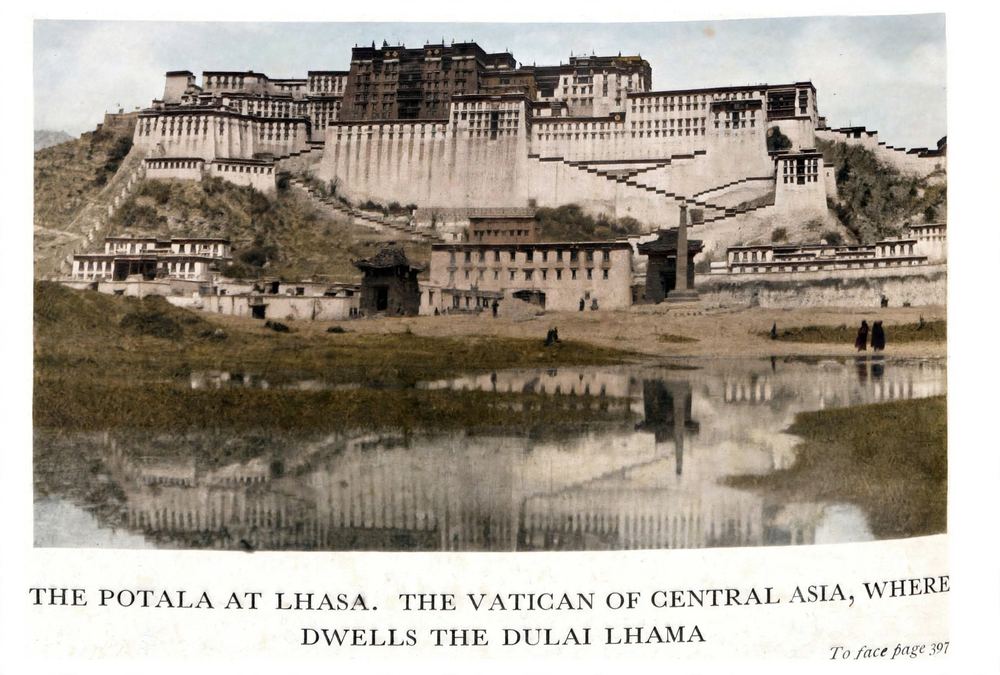 THE POTALA AT LHASA. THE VATICAN OF CENTRAL ASIA, WHERE
DWELLS THE DULAI LHAMA
To face page 397